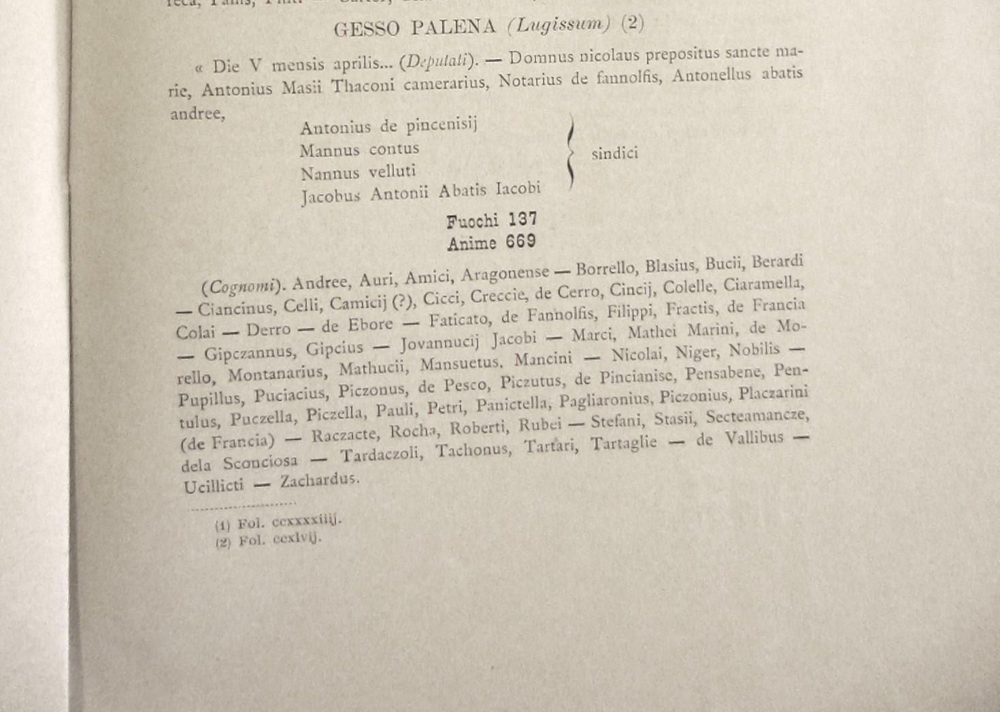 GESSO PALENA (Lugissum) (2)
« Die V mensis aprilis... (Deputati). — Domnus nicolaus prepositus sancte ma-
rie, Antonius Masii Thaconi camerarius, Notarius de fannolfis, Antonellus abatis
andree,
Antonius de pincenisij
Mannus contus
Nannus velluti
Jacobus Antonii Abatis Iacobi
sindici
Fuochi 137
Anime 669
(Cognomi). Andree, Auri, Amici, Aragonense — Borrello, Blasius, Bucii, Berardi
— Ciancinus, Celli, Camicij (?), Cicci, Creccie, de Cerro, Cincij, Colelle, Ciaramella,
Colai — Derro — de Ebore — Faticato, de Fannolfis, Filippi, Fractis, de Francia
— Gipczannus, Gipcius — Jovannucij Jacobi — Marci, Mathei Marini, de Mo-
rello, Montanarius, Mathucii, Mansuetus, Mancini — Nicolai, Niger, Nobilis —
Pupillus, Puciacius, Piczonus, de Pesco, Piczutus, de Pincianise, Pensabene, Pen-
tulus, Puczella, Piczella, Pauli, Petri, Panictella, Pagliaronius, Piczonius, Placzarini
(de Francia) — Raczacte, Rocha, Roberti, Rubei — Stefani, Stasii, Secteamancze,
dela Sconciosa — Tardaczoli, Tachonus, Tartari, Tartaglie — de Vallibus —
Ucillicti — Zachardus.
(1) Fol. ccxxxxiiij.
(2) Fol. ccxlvij.